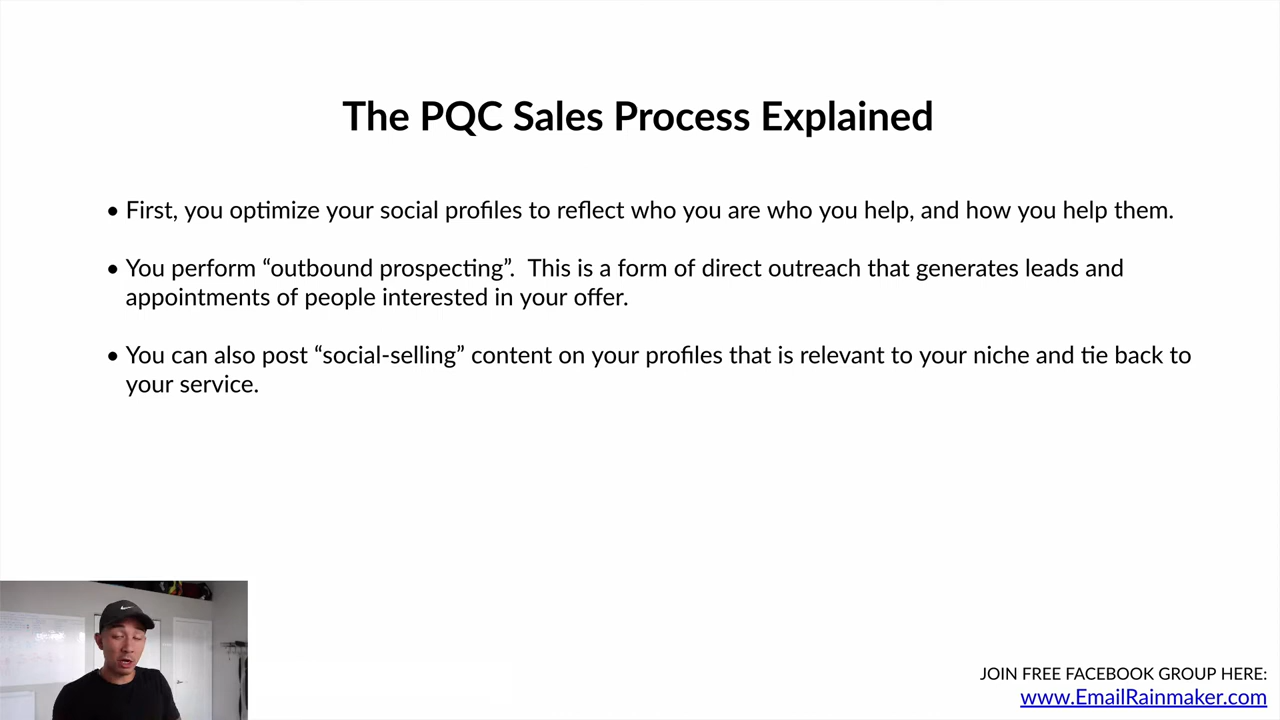 The PQC Sales Process Explained
• First, you optimize your social profiles to reflect who you are who you help, and how you help them.
• You perform “outbound prospecting”.  This is a form of direct outreach that generates leads and
appointments of people interested in your offer.
• You can also post “social-selling” content on your profiles that is relevant to your niche and tie back to
your service.
JOIN FREE FACEBOOK GROUP HERE:
www.EmailRainmaker.com